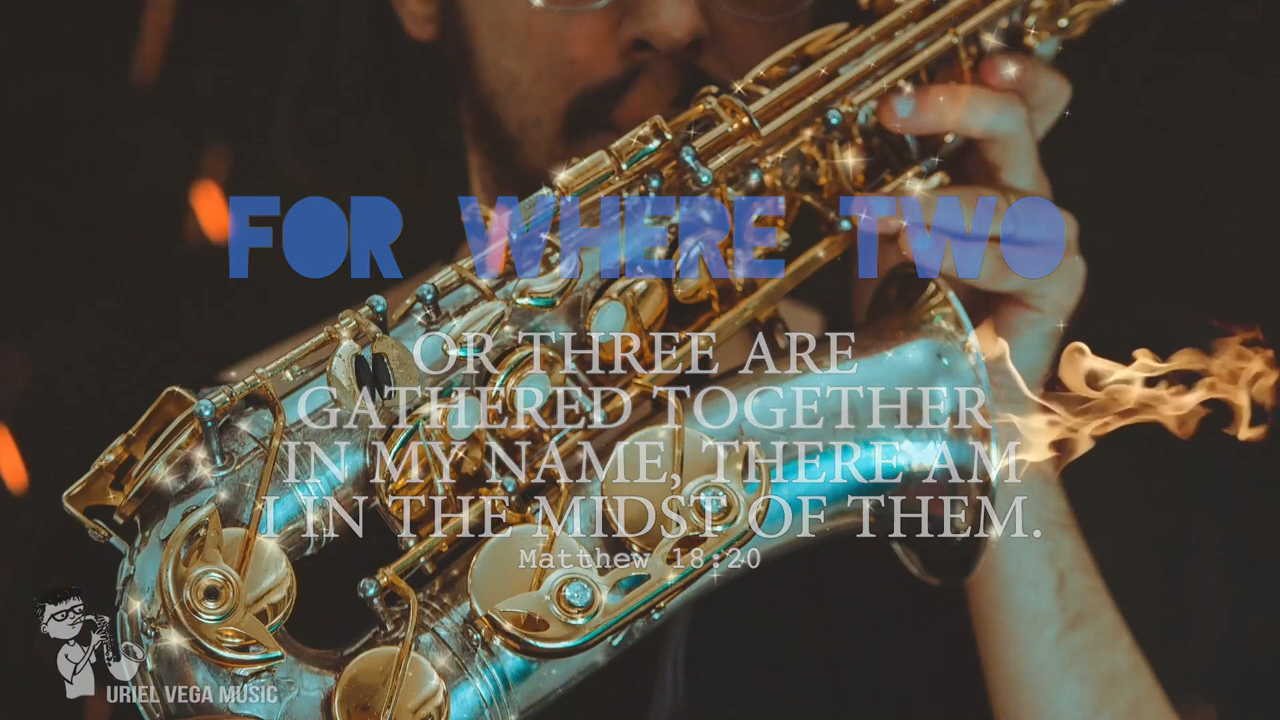 FOR WHERE TWO
OR THREE ARE
GATHERED TOGETHER
IN MY NAME, THERE AM
I IN THE MIDST OF THEM.
Matthew 18:20
URIEL VEGA MUSIC